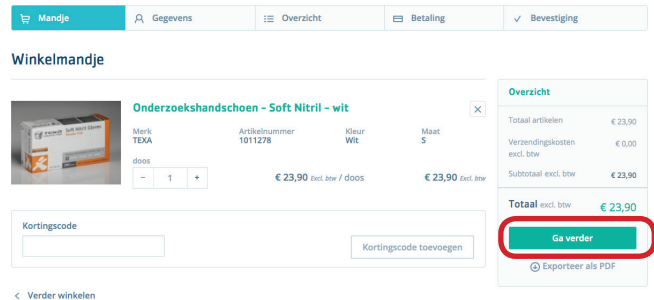 Mandje
Gegevens
Overzicht
Betaling
Bevestiging
Winkelmandje
Onderzoekshandschoen - Soft Nitril - wit
Merk
TEXA
Artikelnummer
1011278
Kleur
Wit
Maat
S
doos
- 1 +
€ 23,90 Excl. btw / doos
€ 23,90 Excl. btw
Kortingscode
Kortingscode toevoegen
< Verder winkelen
Overzicht
Totaal artikelen € 23,90
Verzendingskosten € 0,00
excl. btw
Subtotaal excl. btw € 23,90
Totaal excl. btw € 23,90
Ga verder
Exporteer als PDF